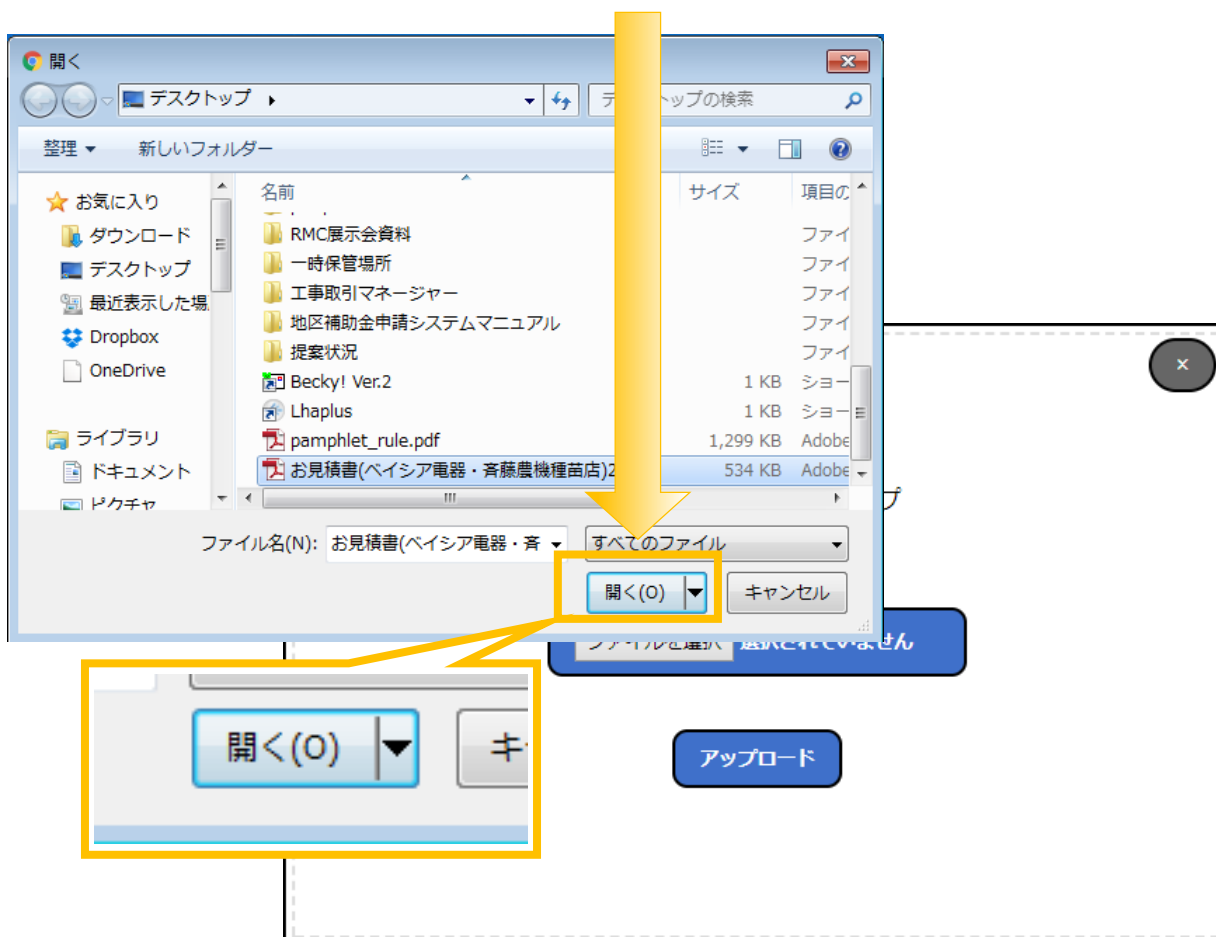 開く
デスクトップ
整理
新しいフォルダー
お気に入り
ダウンロード
デスクトップ
最近表示した場
Dropbox
OneDrive
ライブラリ
ドキュメント
ピクチャ
名前 サイズ 項目の
RMC展示会資料 ファイ
一時保管場所 ファイ
工事取引マネージャー ファイ
地区補助金申請システムマニュアル ファイ
提案状況 ファイ
Becky! Ver.2 1 KB ショー
Lhaplus 1 KB ショー
pamphlet_rule.pdf 1,299 KB Adobe
お見積書(ベイシア電器・斉藤農機種苗店)2 534 KB Adobe
ファイル名(N): お見積書(ベイシア電器・斉 すべてのファイル
開く(O) キャンセル
プ
×
ファイルを選択 選択されていません
開く(O) キ
アップロード